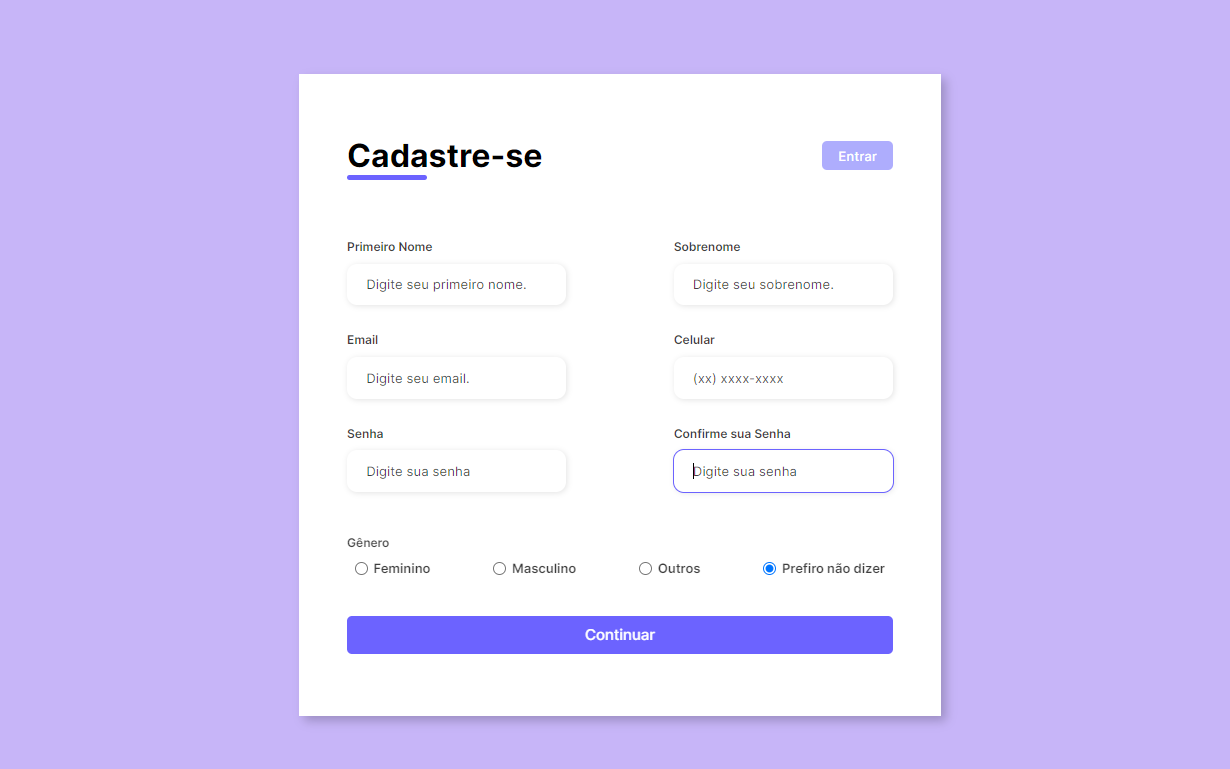 Cadastre-se
Entrar
Primeiro Nome
Sobrenome
Digite seu primeiro nome.
Digite seu sobrenome.
Email
Celular
Digite seu email.
(xx) xxxx-xxxx
Senha
Confirme sua Senha
Digite sua senha
Digite sua senha
Gênero
Feminino
Masculino
Outros
Prefiro não dizer
Continuar